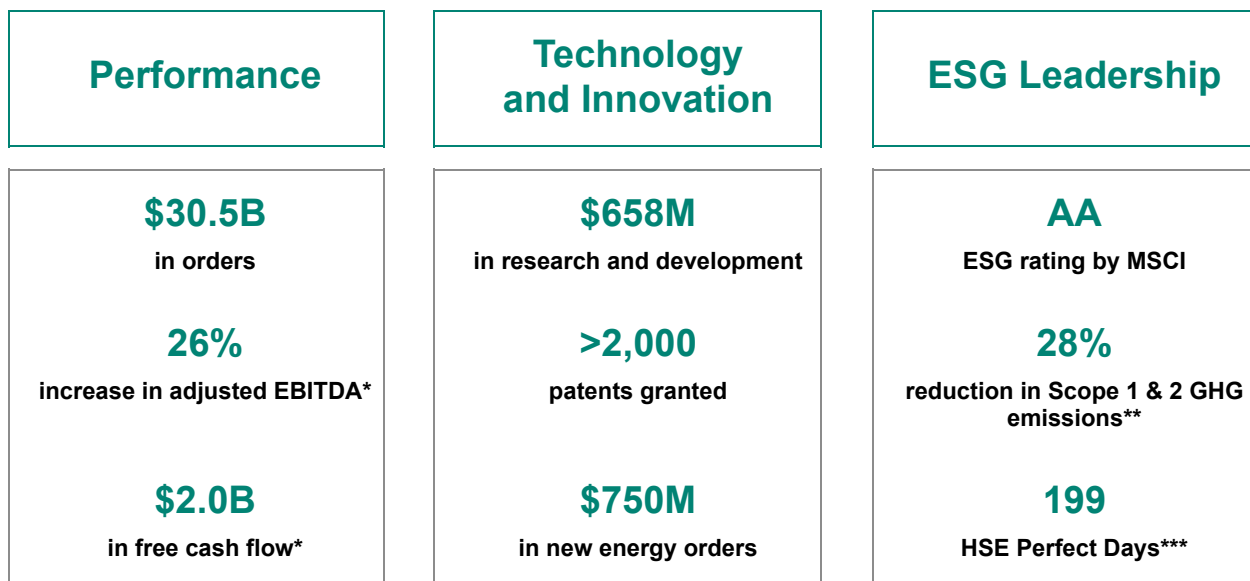 Performance
$30.5B
in orders
26%
increase in adjusted EBITDA*
$2.0B
in free cash flow*
Technology
and Innovation
$658M
in research and development
>2,000
patents granted
$750M
in new energy orders
ESG Leadership
AA
ESG rating by MSCI
28%
reduction in Scope 1 & 2 GHG
emissions**
199
HSE Perfect Days***